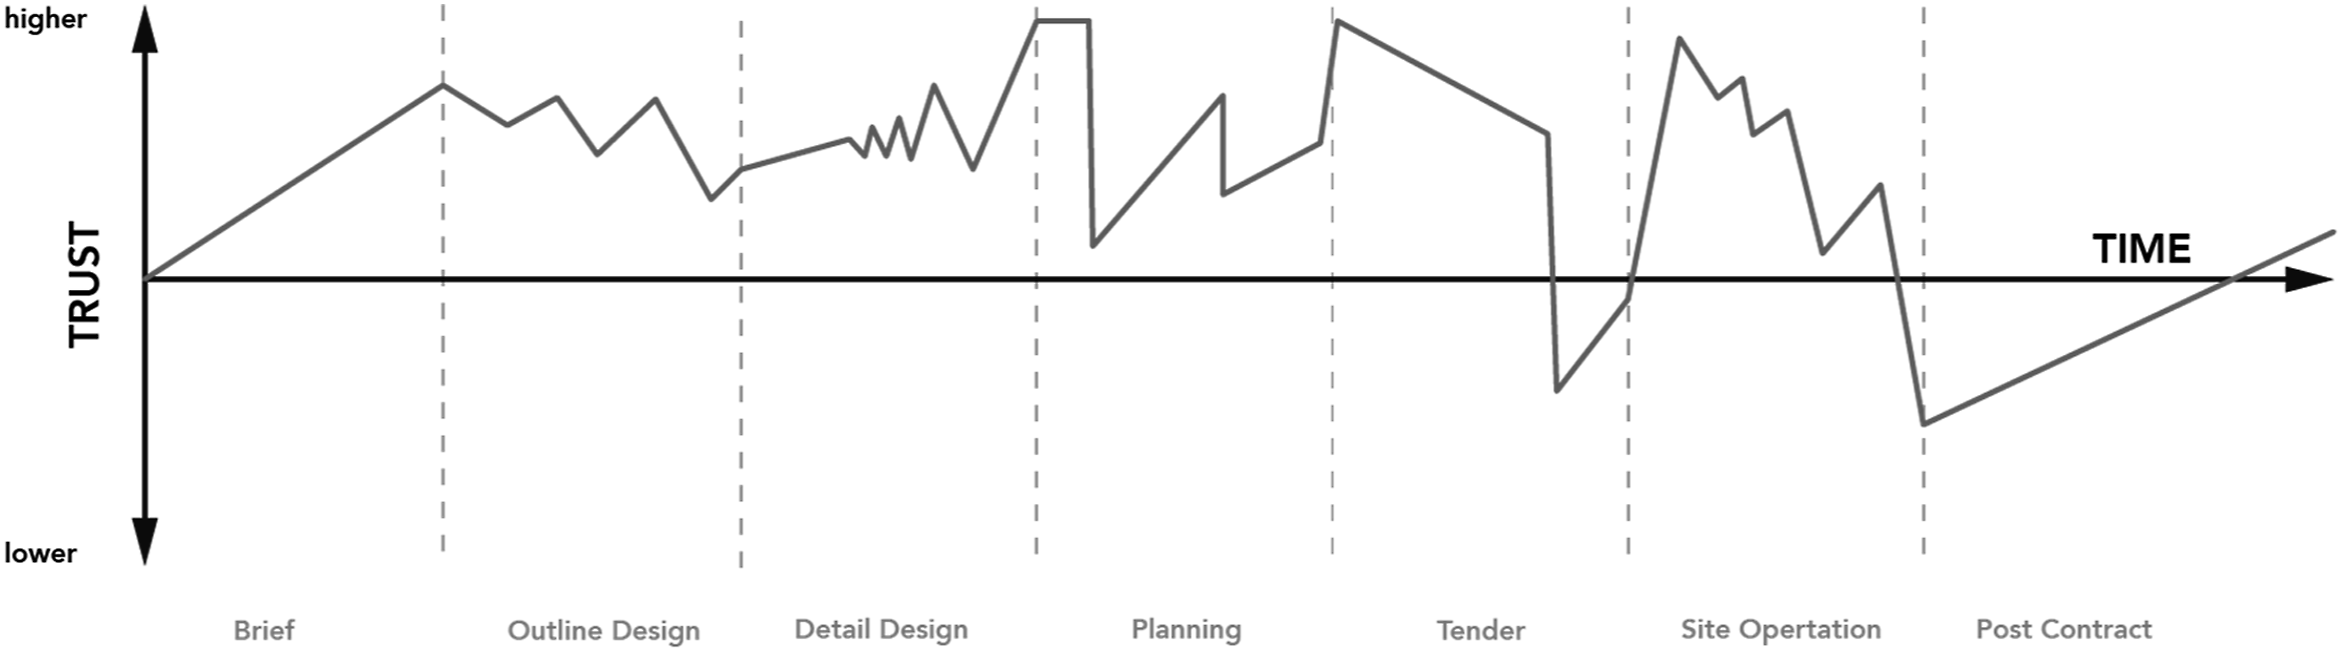 higher
TRUST
TIME
lower
Brief
Outline Design
Detail Design
Planning
Tender
Site Opertation
Post Contract